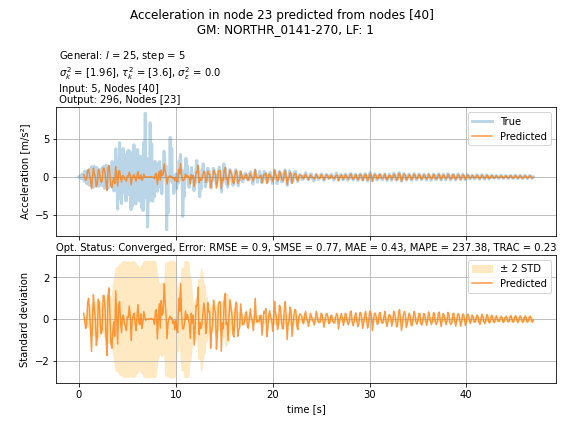 Acceleration in node 23 predicted from nodes [40]
GM: NORTHR_0141-270, LF: 1
General: l = 25, step = 5
σ²ₖ = [1.96], τ²ₖ = [3.6], σ²ε = 0.0
Input: 5, Nodes [40]
Output: 296, Nodes [23]
Acceleration [m/s²]
5
0
−5
True
Predicted
Opt. Status: Converged, Error: RMSE = 0.9, SMSE = 0.77, MAE = 0.43, MAPE = 237.38, TRAC = 0.23
Standard deviation
2
0
−2
± 2 STD
Predicted
0 10 20 30 40
time [s]